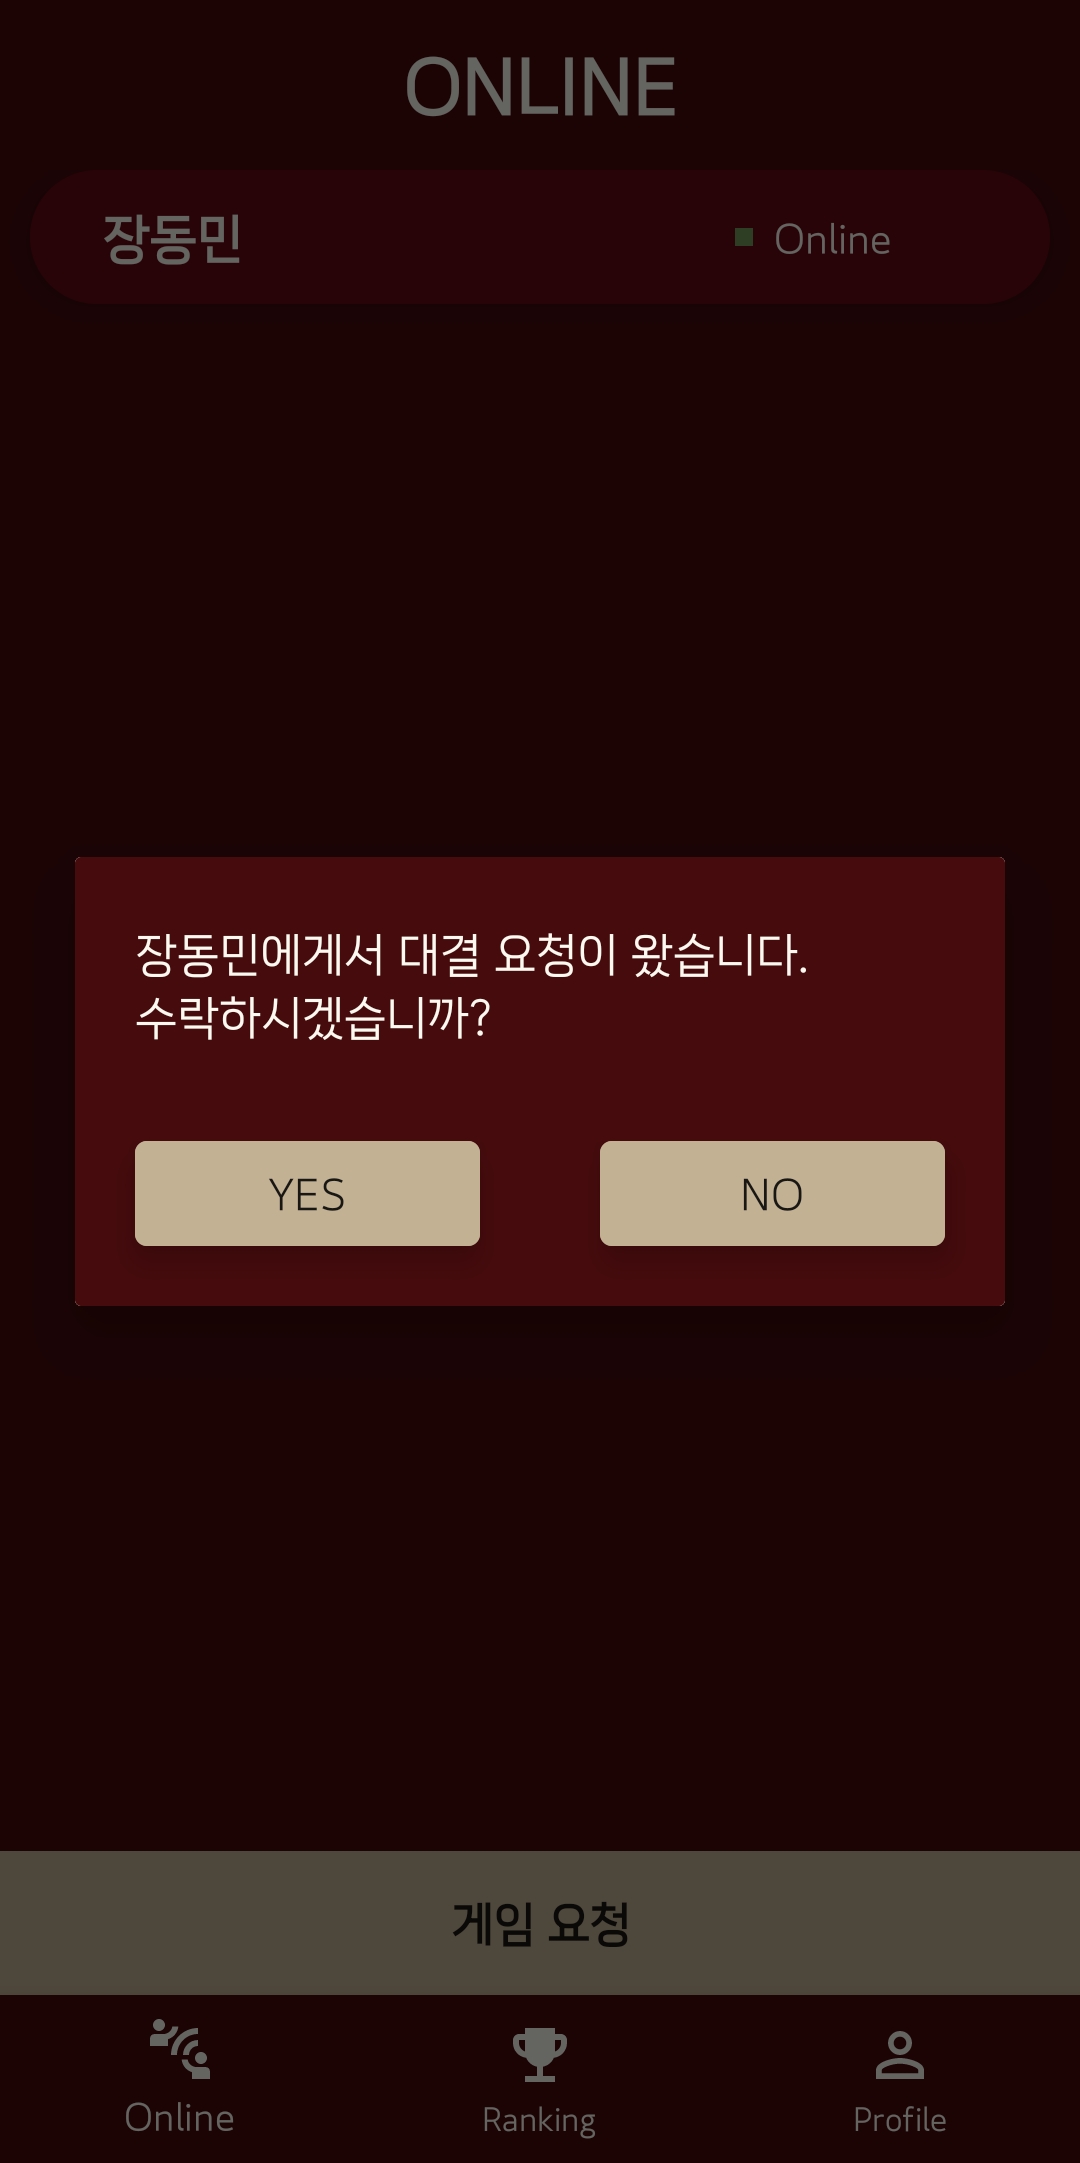 ONLINE
장동민
Online
장동민에게서 대결 요청이 왔습니다.
수락하시겠습니까?
YES
NO
게임 요청
Online
Ranking
Profile